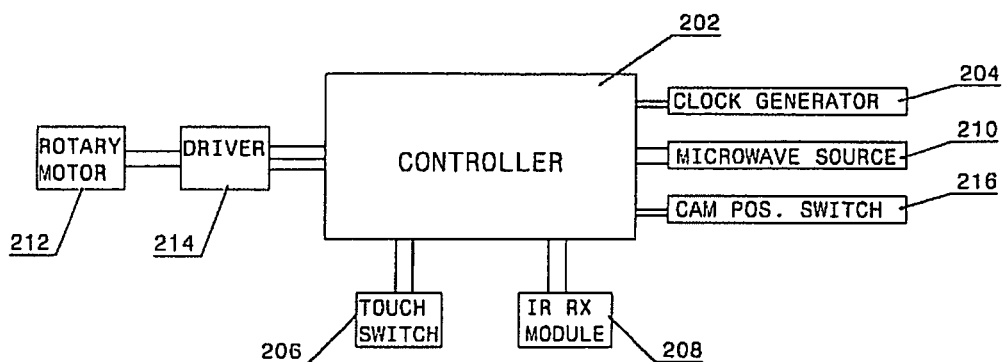 202
204
CLOCK GENERATOR
210
ROTARY
MOTOR
DRIVER
CONTROLLER
MICROWAVE SOURCE
216
CAM POS. SWITCH
212
214
TOUCH
SWITCH
IR RX
MODULE
206
208